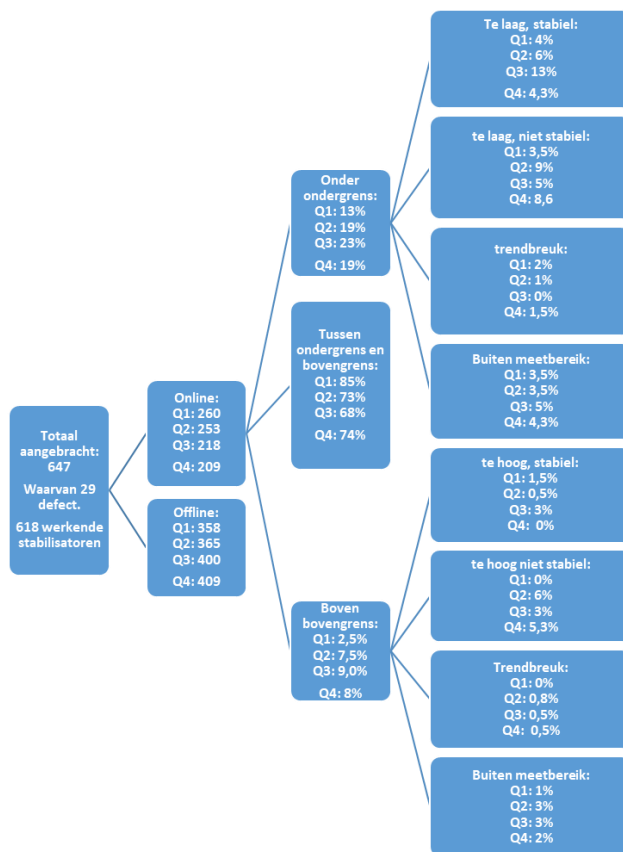 Totaal
aangebracht:
647
Waarvan 29
defect.
618 werkende
stabilisatoren
Online:
Q1: 260
Q2: 253
Q3: 218
Q4: 209
Offline:
Q1: 358
Q2: 365
Q3: 400
Q4: 409
Onder
ondergrens:
Q1: 13%
Q2: 19%
Q3: 23%
Q4: 19%
Tussen
ondergrens en
bovengrens:
Q1: 85%
Q2: 73%
Q3: 68%
Q4: 74%
Boven
bovengrens:
Q1: 2,5%
Q2: 7,5%
Q3: 9,0%
Q4: 8%
Te laag, stabiel:
Q1: 4%
Q2: 6%
Q3: 13%
Q4: 4,3%
te laag, niet stabiel:
Q1: 3,5%
Q2: 9%
Q3: 5%
Q4: 8,6
trendbreuk:
Q1: 2%
Q2: 1%
Q3: 0%
Q4: 1,5%
Buiten meetbereik:
Q1: 3,5%
Q2: 3,5%
Q3: 5%
Q4: 4,3%
te hoog, stabiel:
Q1: 1,5%
Q2: 0,5%
Q3: 3%
Q4: 0%
te hoog niet stabiel:
Q1: 0%
Q2: 6%
Q3: 3%
Q4: 5,3%
Trendbreuk:
Q1: 0%
Q2: 0,8%
Q3: 0,5%
Q4: 0,5%
Buiten meetbereik:
Q1: 1%
Q2: 3%
Q3: 3%
Q4: 2%